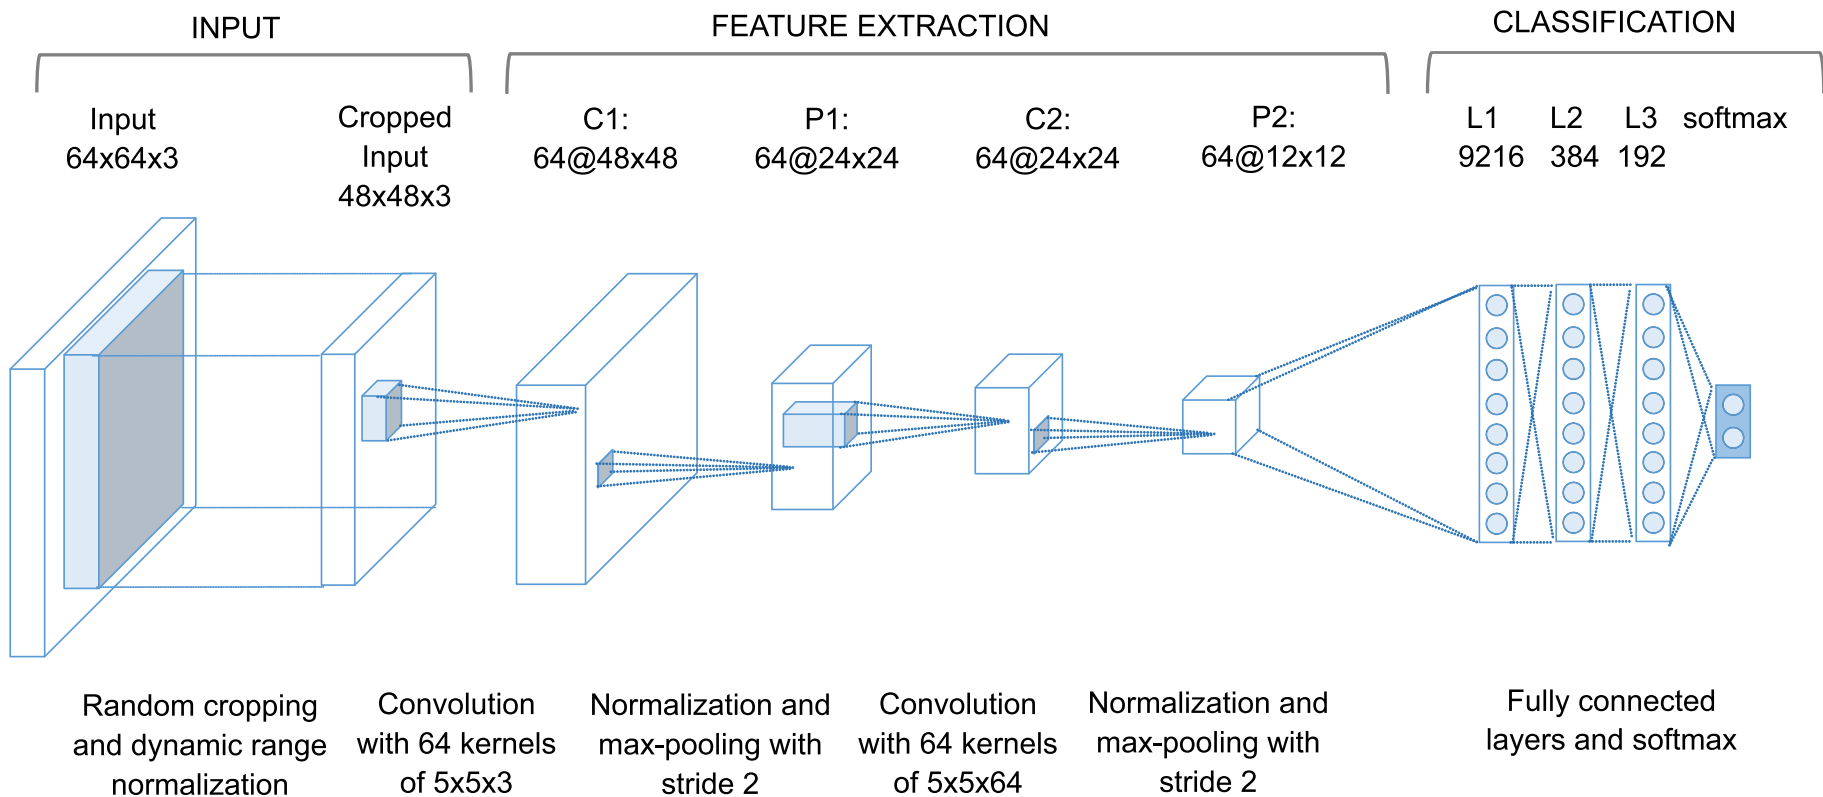 INPUT
FEATURE EXTRACTION
CLASSIFICATION
Input
64x64x3
Cropped
Input
48x48x3
C1:
64@48x48
P1:
64@24x24
C2:
64@24x24
P2:
64@12x12
L1
9216
L2
384
L3
192
softmax
Random cropping
and dynamic range
normalization
Convolution
with 64 kernels
of 5x5x3
Normalization and
max-pooling with
stride 2
Convolution
with 64 kernels
of 5x5x64
Normalization and
max-pooling with
stride 2
Fully connected
layers and softmax